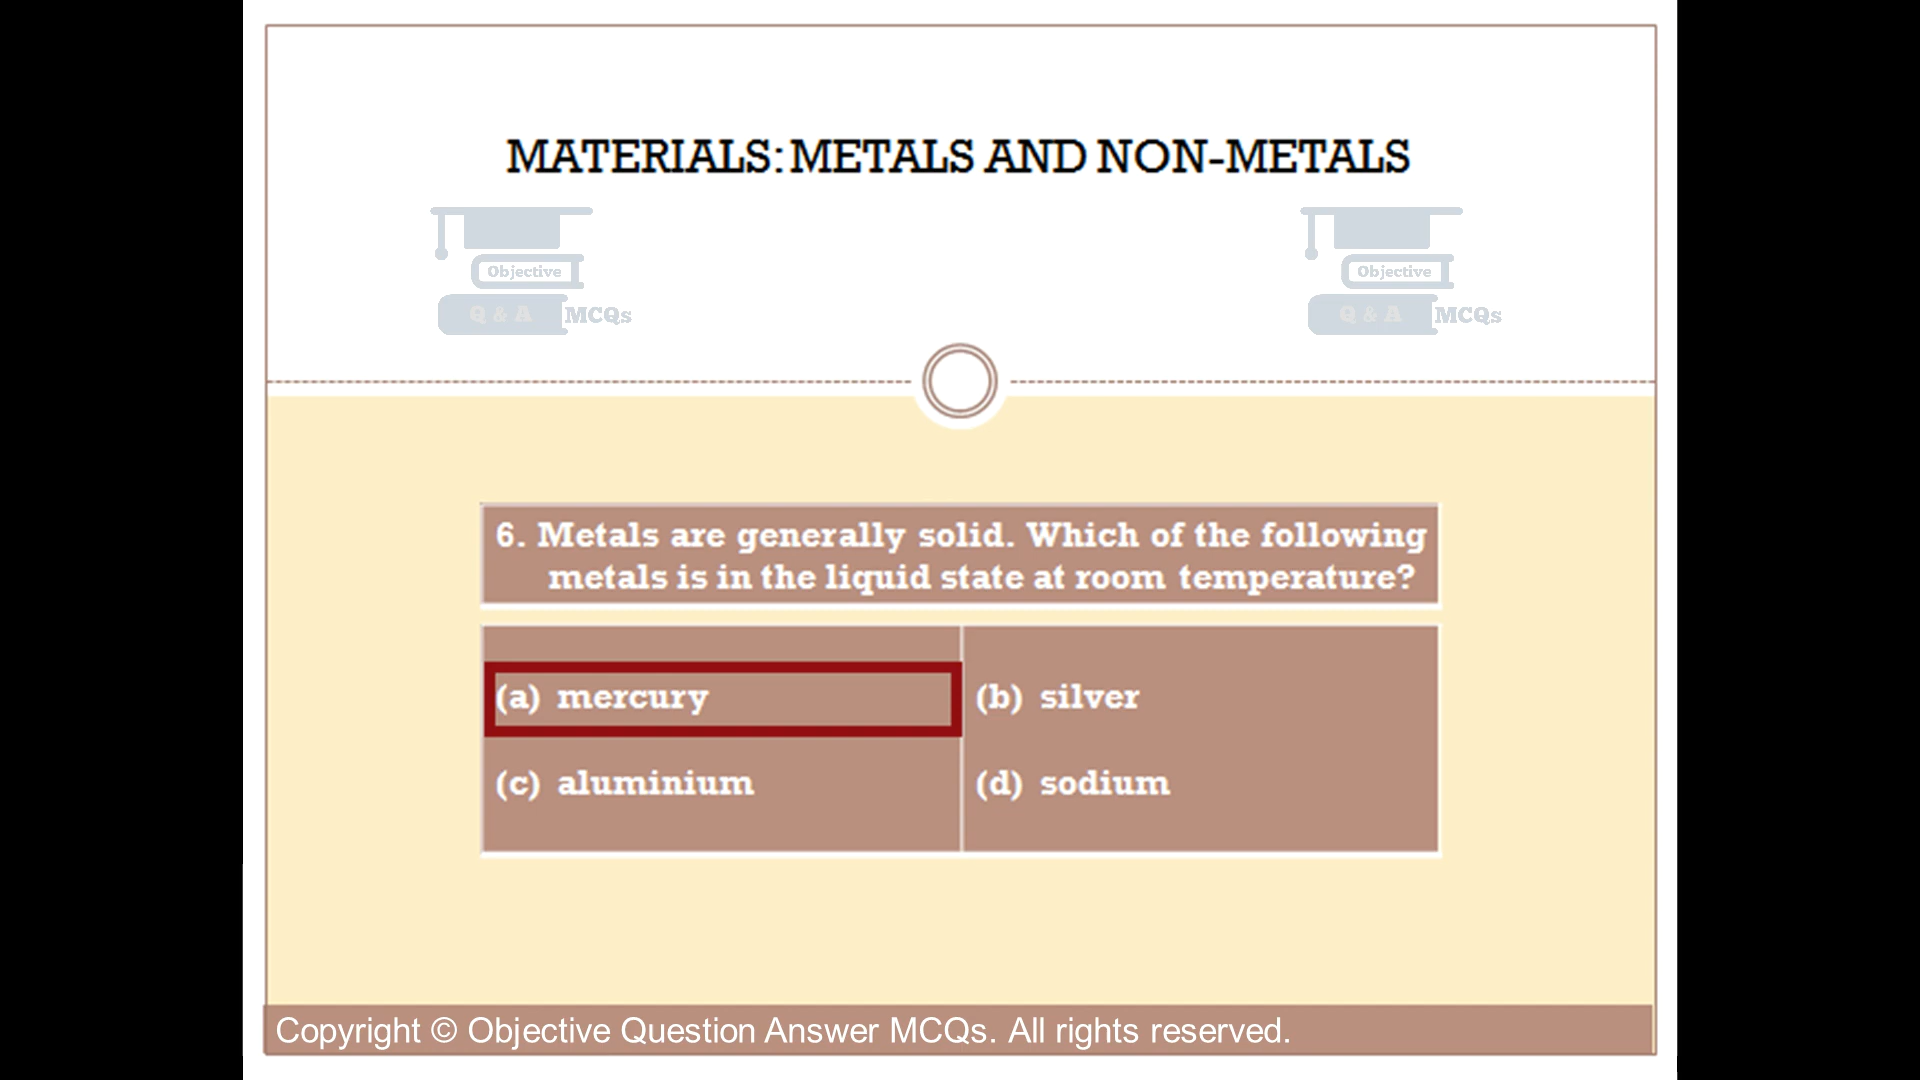 MATERIALS: METALS AND NON-METALS
Objective
Q & A MCQs
Objective
Q & A MCQs
6. Metals are generally solid. Which of the following
metals is in the liquid state at room temperature?
(a) mercury
(b) silver
(c) aluminium
(d) sodium
Copyright © Objective Question Answer MCQs. All rights reserved.